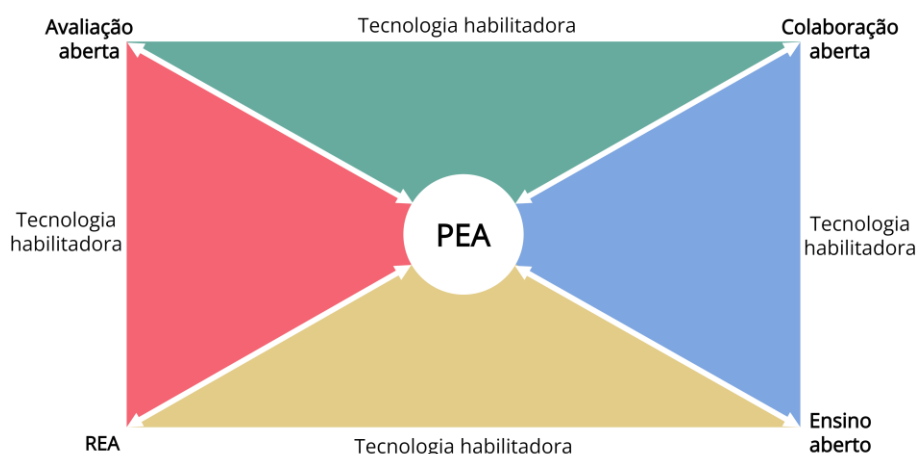 Avaliação
aberta
Tecnologia habilitadora
Colaboração
aberta
Tecnologia
habilitadora
PEA
Tecnologia
habilitadora
REA
Tecnologia habilitadora
Ensino
aberto